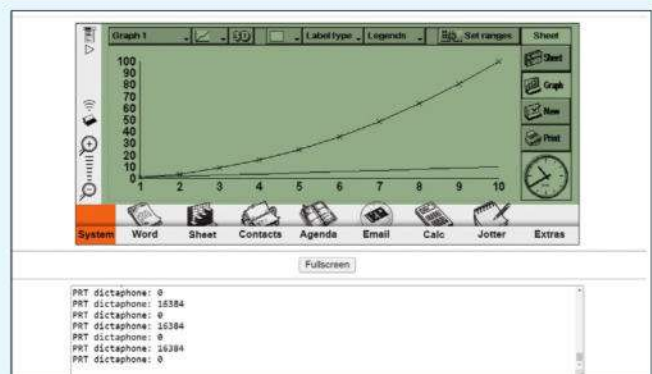 Graph 1 3D Label type Legends Set ranges Sheet
100
90
80
70
60
50
40
30
20
10
0
1 2 3 4 5 6 7 8 9 10
Sheet
Graph
New
Print
System Word Sheet Contacts Agenda Email Calc Jotter Extras
Fullscreen
PRT dictaphone: 0
PRT dictaphone: 16384
PRT dictaphone: 0
PRT dictaphone: 16384
PRT dictaphone: 0
PRT dictaphone: 16384
PRT dictaphone: 0